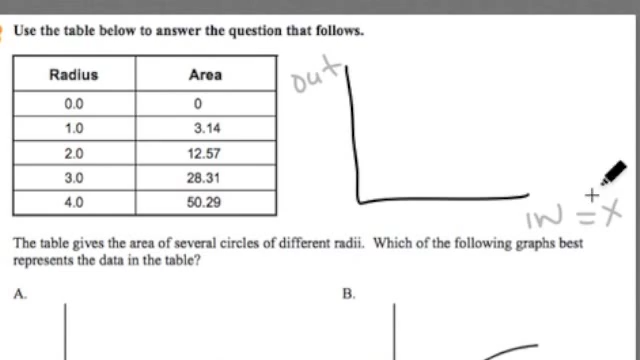 Use the table below to answer the question that follows.
Radius Area
0.0 0
1.0 3.14
2.0 12.57
3.0 28.31
4.0 50.29
out
in = x
The table gives the area of several circles of different radii. Which of the following graphs best
represents the data in the table?
A. B.